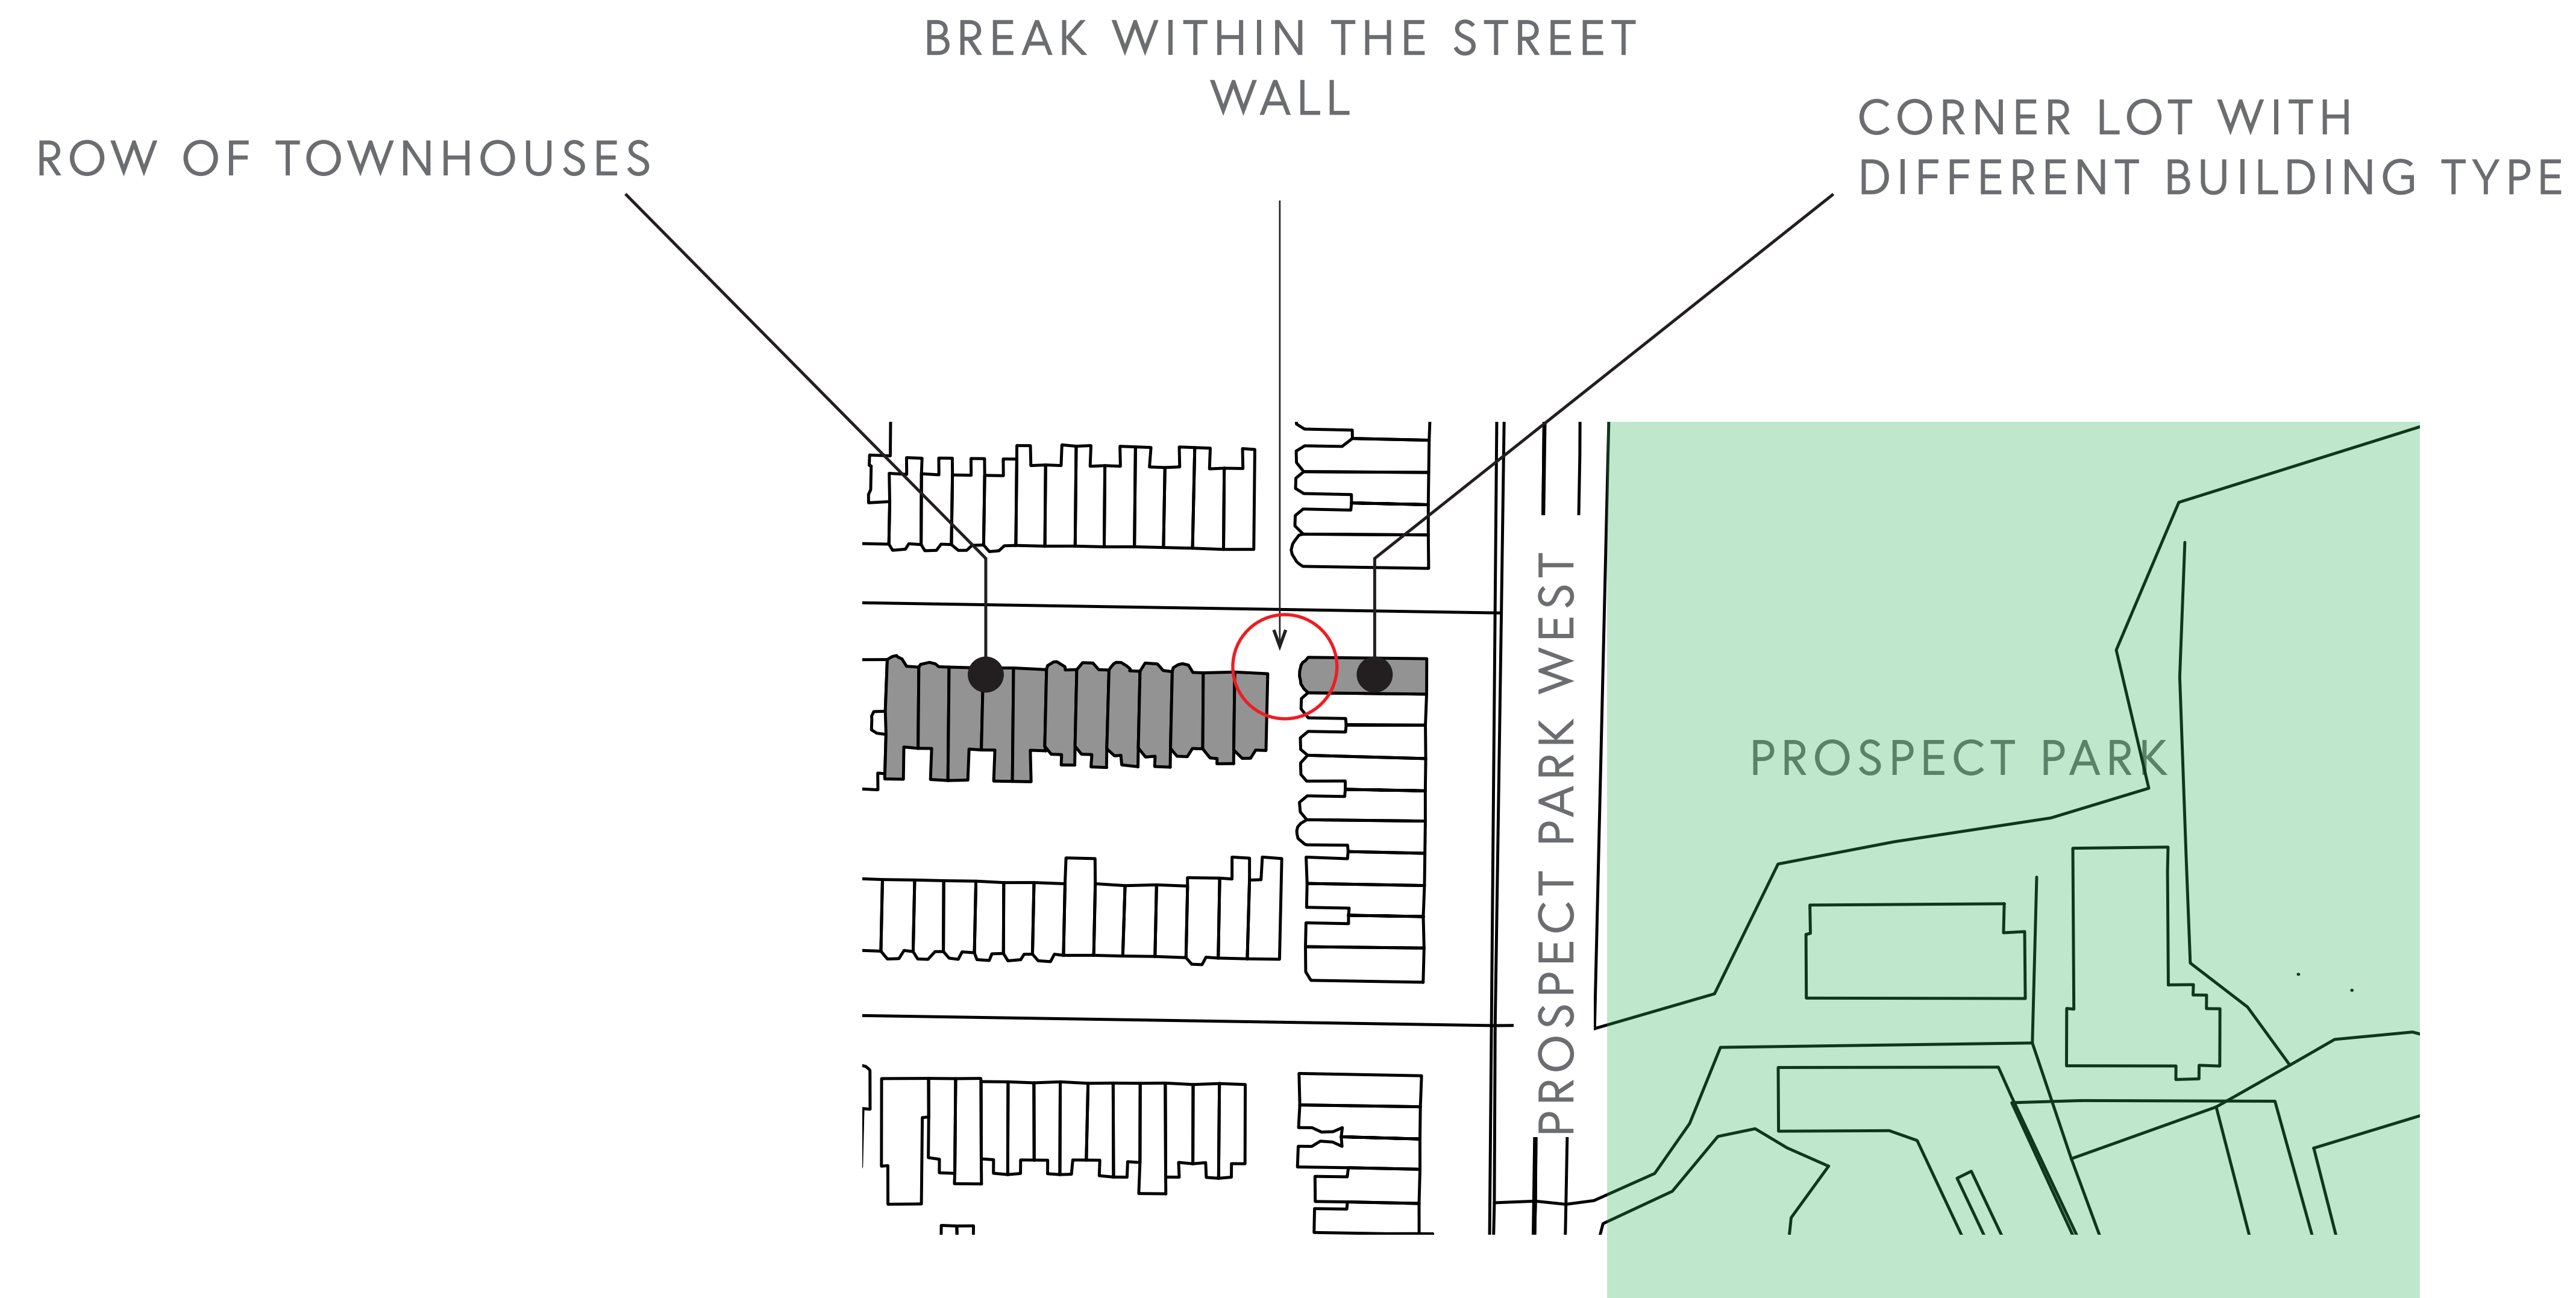 BREAK WITHIN THE STREET
WALL
ROW OF TOWNHOUSES
CORNER LOT WITH
DIFFERENT BUILDING TYPE
PROSPECT PARK WEST
PROSPECT PARK